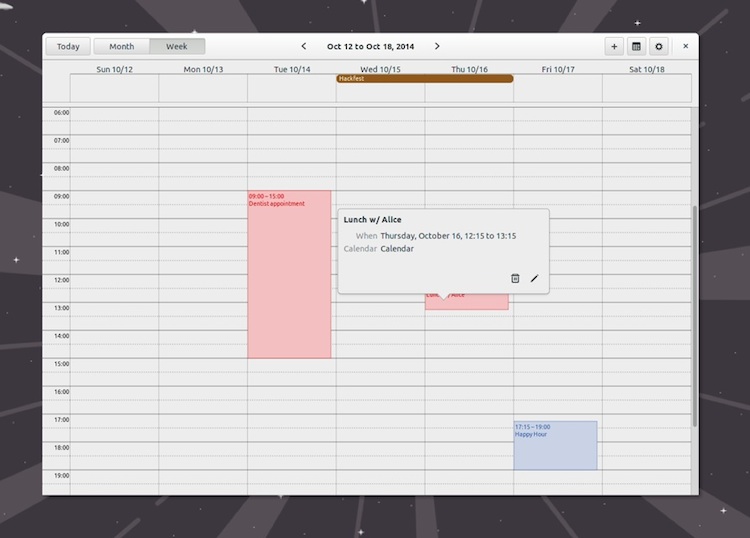 Today Month Week Oct 12 to Oct 18, 2014
Sun 10/12 Mon 10/13 Tue 10/14 Wed 10/15 Thu 10/16 Fri 10/17 Sat 10/18
Hackfest
06:00
07:00
08:00
09:00
09:00 – 15:00
Dentist appointment
10:00
Lunch w/ Alice
When Thursday, October 16, 12:15 to 13:15
Calendar Calendar
11:00
12:00
Lunch w/ Alice
13:00
14:00
15:00
16:00
17:00
17:15 – 19:00
Happy Hour
18:00
19:00